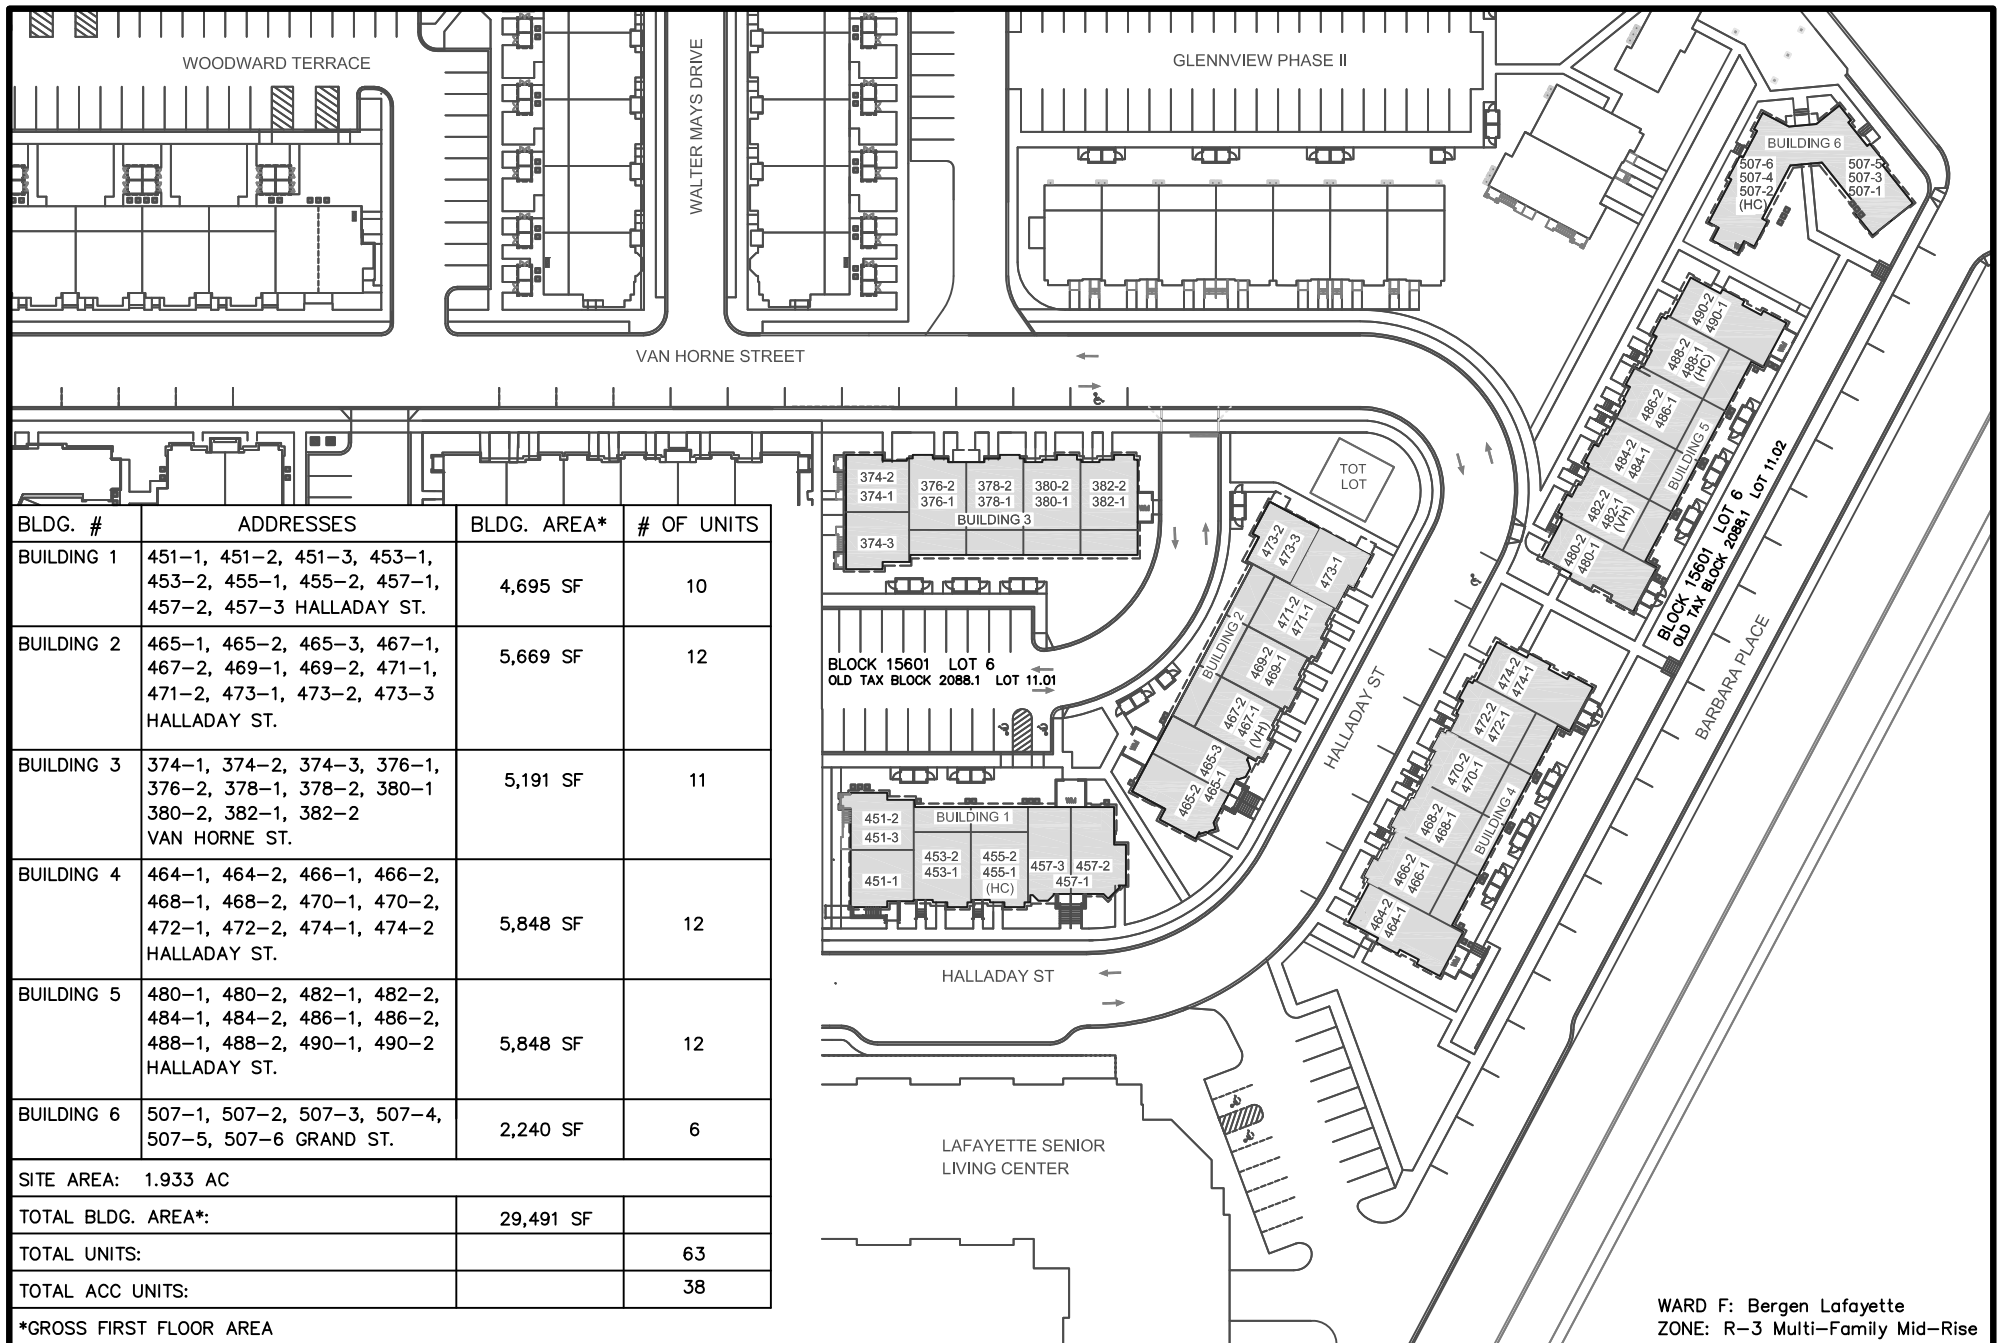 WOODWARD TERRACE
WALTER MAYS DRIVE
GLENNVIEW PHASE II
BUILDING 6
507-6
507-4
507-2
(HC)
507-5
507-3
507-1
VAN HORNE STREET
490-2
490-1
488-2
488-1
(HC)
486-2
486-1
484-2
484-1
482-2
482-1
(VH)
480-2
480-1
BUILDING 5
BLOCK 15601 LOT 6
OLD TAX BLOCK 2088.1 LOT 11.02
BARBARA PLACE
TOT
LOT
374-2
374-1
374-3
376-2
376-1
378-2
378-1
380-2
380-1
382-2
382-1
BUILDING 3
473-2
473-3
473-1
471-2
471-1
469-2
469-1
467-2
467-1
(VH)
465-3
465-2
465-1
BUILDING 2
BLOCK 15601 LOT 6
OLD TAX BLOCK 2088.1 LOT 11.01
HALLADAY ST
474-2
474-1
472-2
472-1
470-2
470-1
468-2
468-1
466-2
466-1
464-2
464-1
BUILDING 4
451-2
451-3
451-1
BUILDING 1
453-2
453-1
455-2
455-1
(HC)
457-3
457-2
457-1
HALLADAY ST
LAFAYETTE SENIOR
LIVING CENTER
BLDG. # ADDRESSES BLDG. AREA* # OF UNITS
BUILDING 1 451-1, 451-2, 451-3, 453-1,
453-2, 455-1, 455-2, 457-1, 4,695 SF 10
457-2, 457-3 HALLADAY ST.
BUILDING 2 465-1, 465-2, 465-3, 467-1,
467-2, 469-1, 469-2, 471-1, 5,669 SF 12
471-2, 473-1, 473-2, 473-3
HALLADAY ST.
BUILDING 3 374-1, 374-2, 374-3, 376-1,
376-2, 378-1, 378-2, 380-1 5,191 SF 11
380-2, 382-1, 382-2
VAN HORNE ST.
BUILDING 4 464-1, 464-2, 466-1, 466-2,
468-1, 468-2, 470-1, 470-2,
472-1, 472-2, 474-1, 474-2 5,848 SF 12
HALLADAY ST.
BUILDING 5 480-1, 480-2, 482-1, 482-2,
484-1, 484-2, 486-1, 486-2,
488-1, 488-2, 490-1, 490-2 5,848 SF 12
HALLADAY ST.
BUILDING 6 507-1, 507-2, 507-3, 507-4,
507-5, 507-6 GRAND ST. 2,240 SF 6
SITE AREA: 1.933 AC
TOTAL BLDG. AREA*: 29,491 SF
TOTAL UNITS: 63
TOTAL ACC UNITS: 38
*GROSS FIRST FLOOR AREA
WARD F: Bergen Lafayette
ZONE: R-3 Multi-Family Mid-Rise